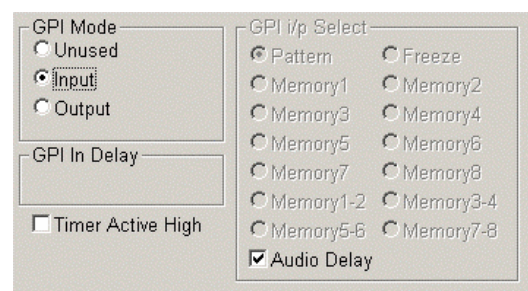 GPI Mode
Unused
Input
Output
GPI In Delay
Timer Active High
GPI i/p Select
Pattern Freeze
Memory1 Memory2
Memory3 Memory4
Memory5 Memory6
Memory7 Memory8
Memory1-2 Memory3-4
Memory5-6 Memory7-8
Audio Delay